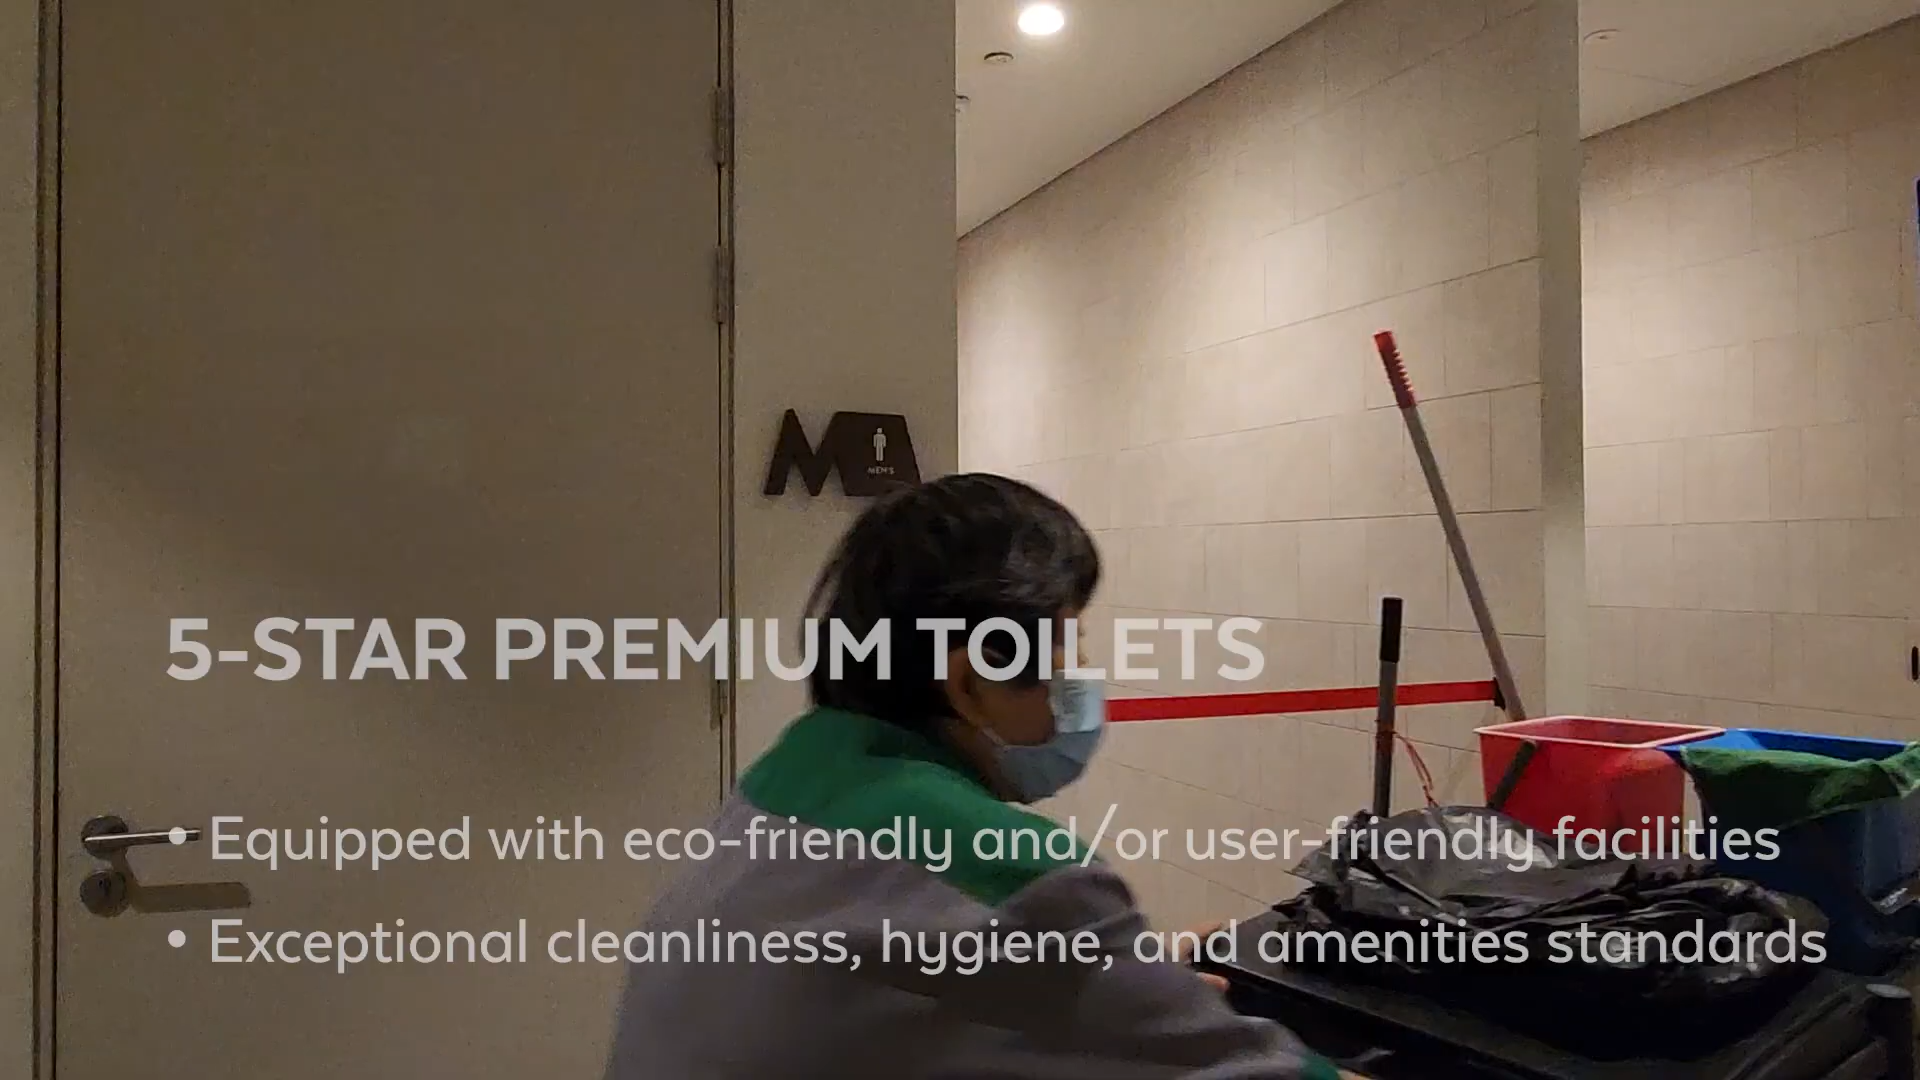 M
MEN'S
5-STAR PREMIUM TOILETS
• Equipped with eco-friendly and/or user-friendly facilities
• Exceptional cleanliness, hygiene, and amenities standards